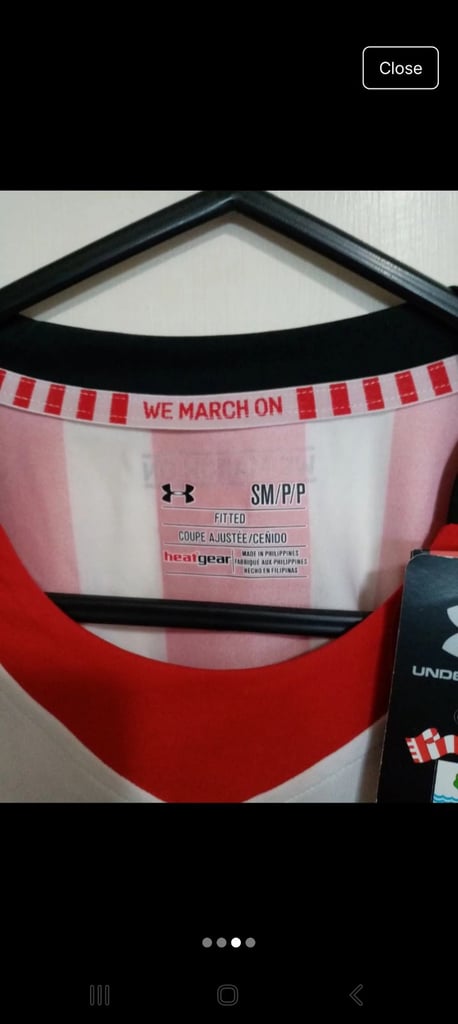 Close
WE MARCH ON
SM/P/P
FITTED
COUPE AJUSTÉE/CEÑIDO
heatgear
MADE IN PHILIPPINES
FABRIQUÉ AUX PHILIPPINES
HECHO EN FILIPINAS
UNDE